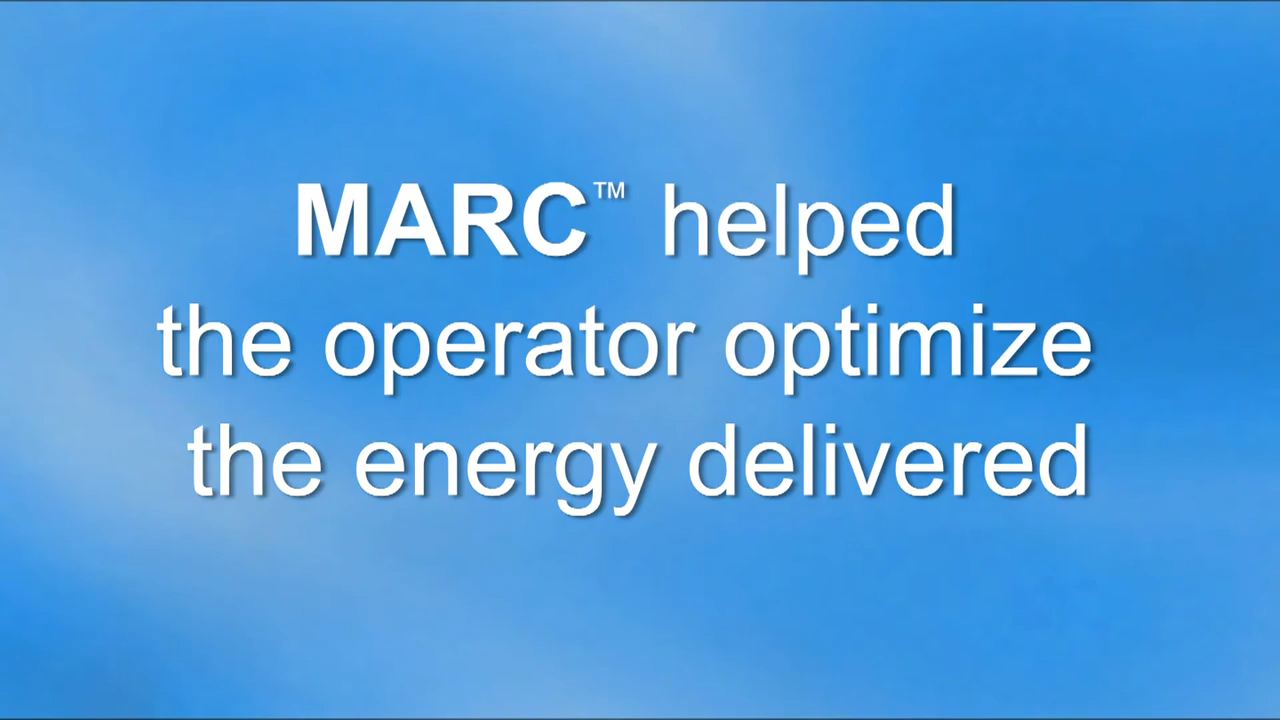 MARC™ helped
the operator optimize
the energy delivered